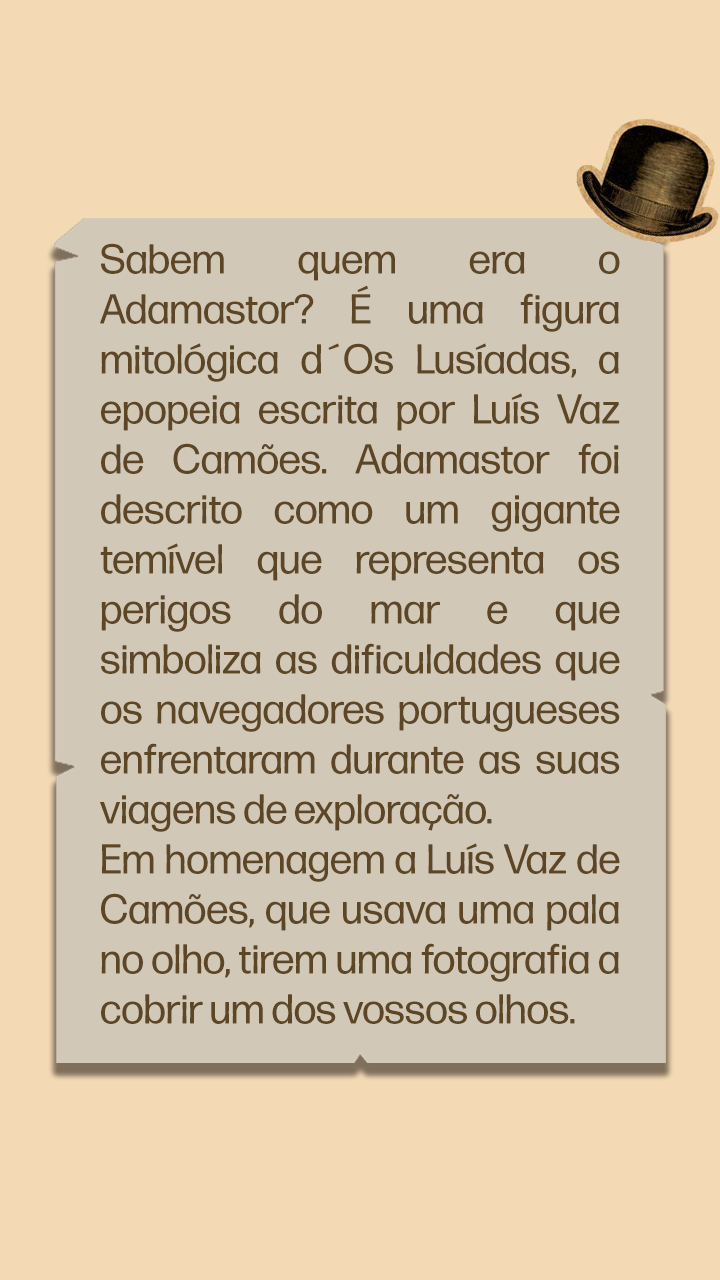 Sabem quem era o
Adamastor? É uma figura
mitológica d´Os Lusíadas, a
epopeia escrita por Luís Vaz
de Camões. Adamastor foi
descrito como um gigante
temível que representa os
perigos do mar e que
simboliza as dificuldades que
os navegadores portugueses
enfrentaram durante as suas
viagens de exploração.
Em homenagem a Luís Vaz de
Camões, que usava uma pala
no olho, tirem uma fotografia a
cobrir um dos vossos olhos.